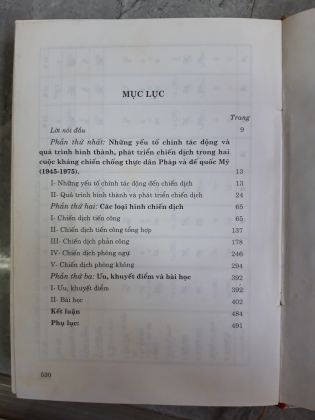 MỤC LỤC
Trang
Lời nói đầu 9
Phần thứ nhất: Những yếu tố chính tác động và
quá trình hình thành, phát triển chiến dịch trong hai
cuộc kháng chiến chống thực dân Pháp và đế quốc Mỹ
(1945-1975). 13
I- Những yếu tố chính tác động đến chiến dịch 13
II- Quá trình hình thành và phát triển chiến dịch 24
Phần thứ hai: Các loại hình chiến dịch 65
I- Chiến dịch tiến công 65
II- Chiến dịch tiến công tổng hợp 137
III- Chiến dịch phản công 178
IV- Chiến dịch phòng ngự 246
V- Chiến dịch phòng không 294
Phần thứ ba: Ưu, khuyết điểm và bài học 392
I- Ưu, khuyết điểm 392
II- Bài học 402
Kết luận 484
Phụ lục: 491
530